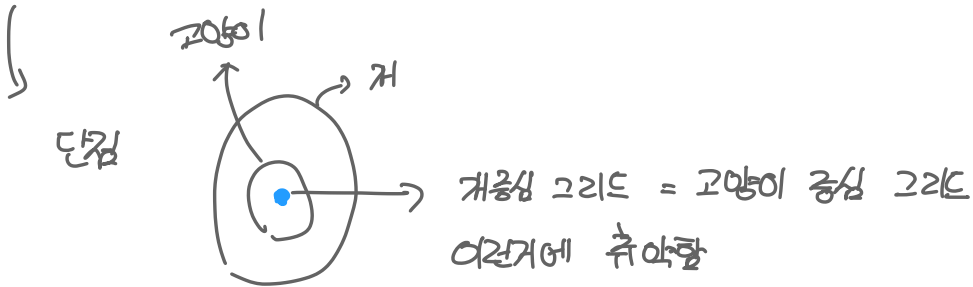 고양이
개
단점
개중심 그리드 = 고양이 중심 그리드
이런거에 취약함